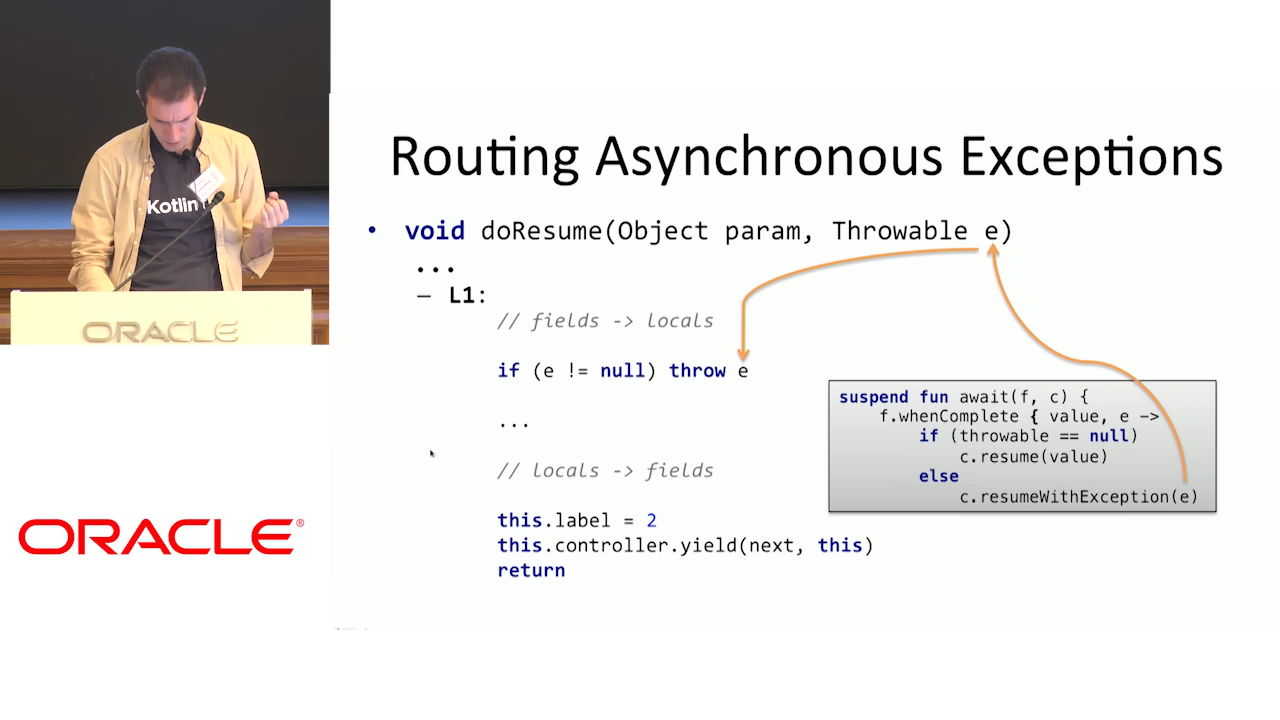 Kotlin
ORACLE
ORACLE®
Routing Asynchronous Exceptions
• void doResume(Object param, Throwable e)
...
– L1:
// fields -> locals
if (e != null) throw e
...
// locals -> fields
this.label = 2
this.controller.yield(next, this)
return
suspend fun await(f, c) {
f.whenComplete { value, e ->
if (throwable == null)
c.resume(value)
else
c.resumeWithException(e)